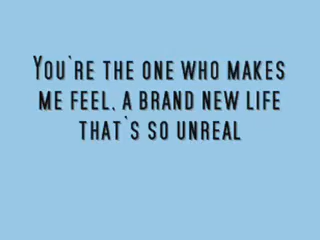 You`re the one who makes
me feel, a brand new life
that`s so unreal